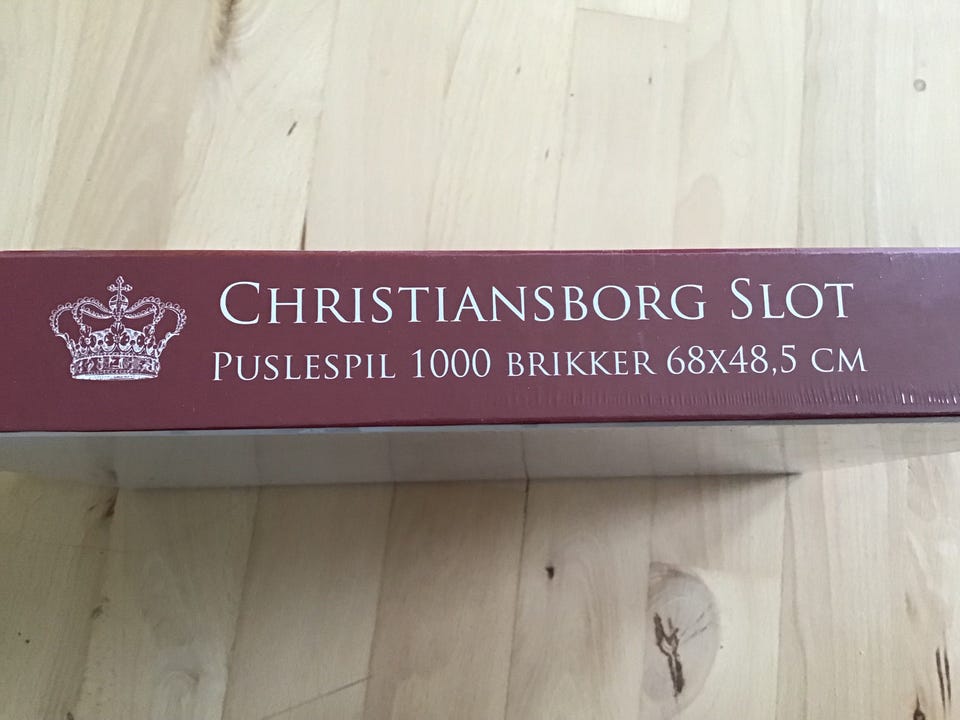 Christiansborg Slot
Puslespil 1000 brikker 68x48,5 cm